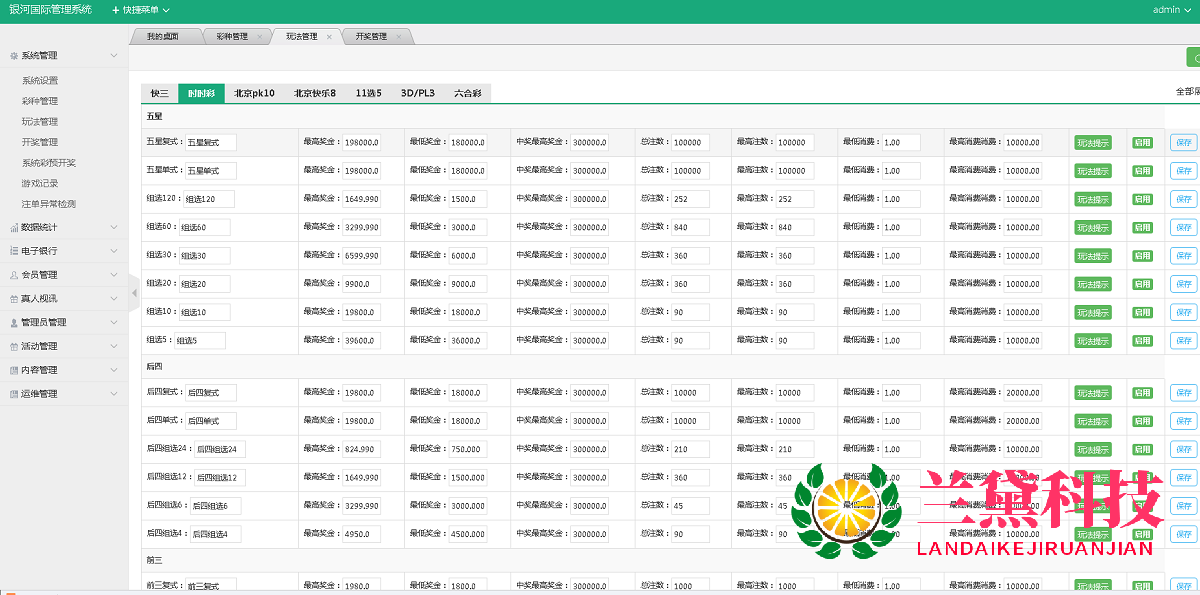 银河国际管理系统 + 快捷菜单 admin
我的桌面 彩种管理 × 玩法管理 × 开奖管理 ×
系统管理
系统设置
彩种管理
玩法管理
开奖管理
系统彩预开奖
游戏记录
注单异常检测
数据统计
电子银行
会员管理
真人视讯
管理员管理
活动管理
内容管理
运维管理
快三 时时彩 北京pk10 北京快乐8 11选5 3D/PL3 六合彩 全部展
五星
五星复式： 五星复式 最高奖金： 198000.0 最低奖金： 180000.0 中奖最高奖金： 300000.0 总注数： 100000 最高注数： 100000 最低消费： 1.00 最高消费消费： 10000.00 玩法提示 启用 保存
五星单式： 五星单式 最高奖金： 198000.0 最低奖金： 180000.0 中奖最高奖金： 300000.0 总注数： 100000 最高注数： 100000 最低消费： 1.00 最高消费消费： 10000.00 玩法提示 启用 保存
组选120： 组选120 最高奖金： 1649.990 最低奖金： 1500.0 中奖最高奖金： 300000.0 总注数： 252 最高注数： 252 最低消费： 1.00 最高消费消费： 10000.00 玩法提示 启用 保存
组选60： 组选60 最高奖金： 3299.990 最低奖金： 3000.0 中奖最高奖金： 300000.0 总注数： 840 最高注数： 840 最低消费： 1.00 最高消费消费： 10000.00 玩法提示 启用 保存
组选30： 组选30 最高奖金： 6599.990 最低奖金： 6000.0 中奖最高奖金： 300000.0 总注数： 360 最高注数： 360 最低消费： 1.00 最高消费消费： 10000.00 玩法提示 启用 保存
组选20： 组选20 最高奖金： 9900.0 最低奖金： 9000.0 中奖最高奖金： 300000.0 总注数： 360 最高注数： 360 最低消费： 1.00 最高消费消费： 10000.00 玩法提示 启用 保存
组选10： 组选10 最高奖金： 19800.0 最低奖金： 18000.0 中奖最高奖金： 300000.0 总注数： 90 最高注数： 90 最低消费： 1.00 最高消费消费： 10000.00 玩法提示 启用 保存
组选5： 组选5 最高奖金： 39600.0 最低奖金： 36000.0 中奖最高奖金： 300000.0 总注数： 90 最高注数： 90 最低消费： 1.00 最高消费消费： 10000.00 玩法提示 启用 保存
后四
后四复式： 后四复式 最高奖金： 19800.0 最低奖金： 18000.0 中奖最高奖金： 300000.0 总注数： 10000 最高注数： 10000 最低消费： 1.00 最高消费消费： 20000.00 玩法提示 启用 保存
后四单式： 后四单式 最高奖金： 19800.0 最低奖金： 18000.0 中奖最高奖金： 300000.0 总注数： 10000 最高注数： 10000 最低消费： 1.00 最高消费消费： 10000.00 玩法提示 启用 保存
后四组选24： 后四组选24 最高奖金： 824.990 最低奖金： 750.000 中奖最高奖金： 300000.0 总注数： 210 最高注数： 210 最低消费： 1.00 最高消费消费： 10000.00 玩法提示 启用 保存
后四组选12： 后四组选12 最高奖金： 1649.990 最低奖金： 1500.000 中奖最高奖金： 300000.0 总注数： 360 最高注数： 360 保存
后四组选6： 后四组选6 最高奖金： 3299.990 最低奖金： 3000.000 中奖最高奖金： 300000.0 总注数： 45 最高注数： 45 保存
后四组选4： 后四组选4 最高奖金： 4950.0 最低奖金： 4500.000 中奖最高奖金： 300000.0 总注数： 90 最高注数： 90 玩法提示 启用 保存
兰黛科技
LANDAIKEJIRUANJIAN
前三
前三复式： 前三复式 最高奖金： 1980.0 最低奖金： 1800.0 中奖最高奖金： 300000.0 总注数： 1000 最高注数： 1000 最低消费： 1.00 最高消费消费： 10000.00 玩法提示 启用 保存